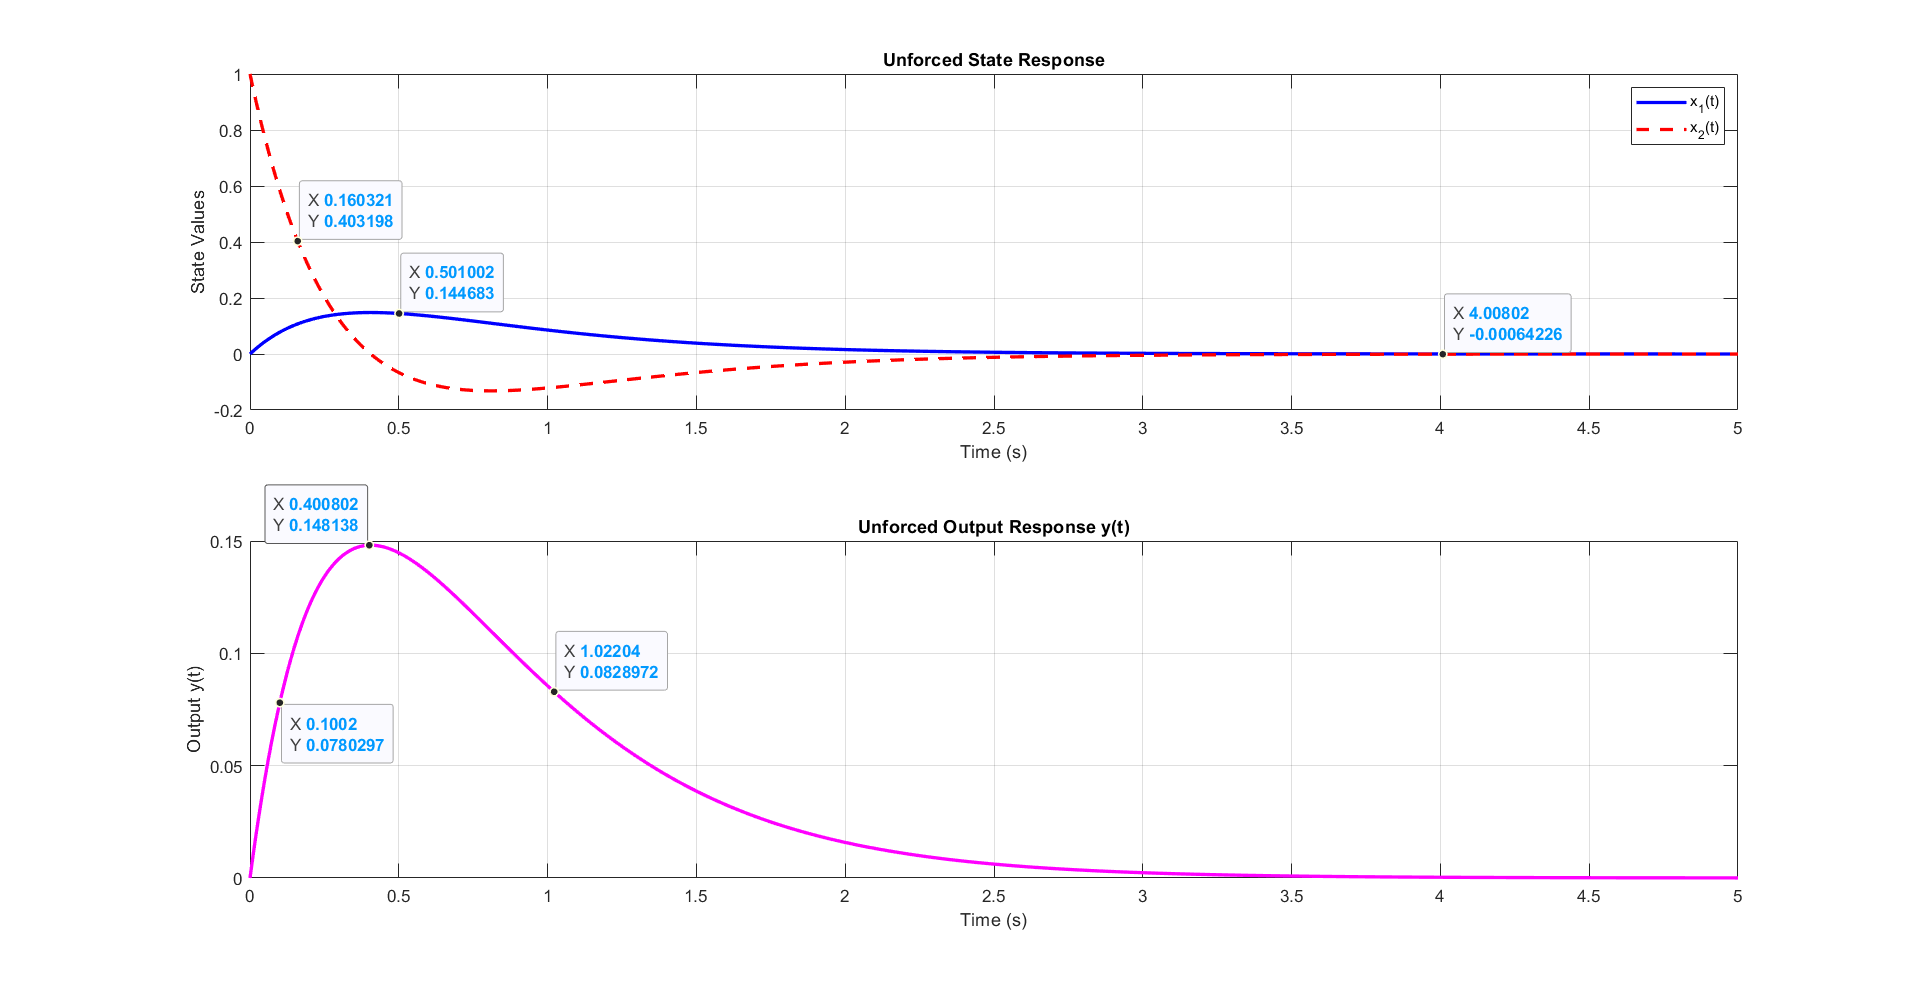 Unforced State Response
1
0.8
0.6
0.4
0.2
0
-0.2
State Values
x1(t)
x2(t)
X 0.160321
Y 0.403198
X 0.501002
Y 0.144683
X 4.00802
Y -0.00064226
0 0.5 1 1.5 2 2.5 3 3.5 4 4.5 5
Time (s)
Unforced Output Response y(t)
X 0.400802
Y 0.148138
0.15
0.1
0.05
0
Output y(t)
X 1.02204
Y 0.0828972
X 0.1002
Y 0.0780297
0 0.5 1 1.5 2 2.5 3 3.5 4 4.5 5
Time (s)